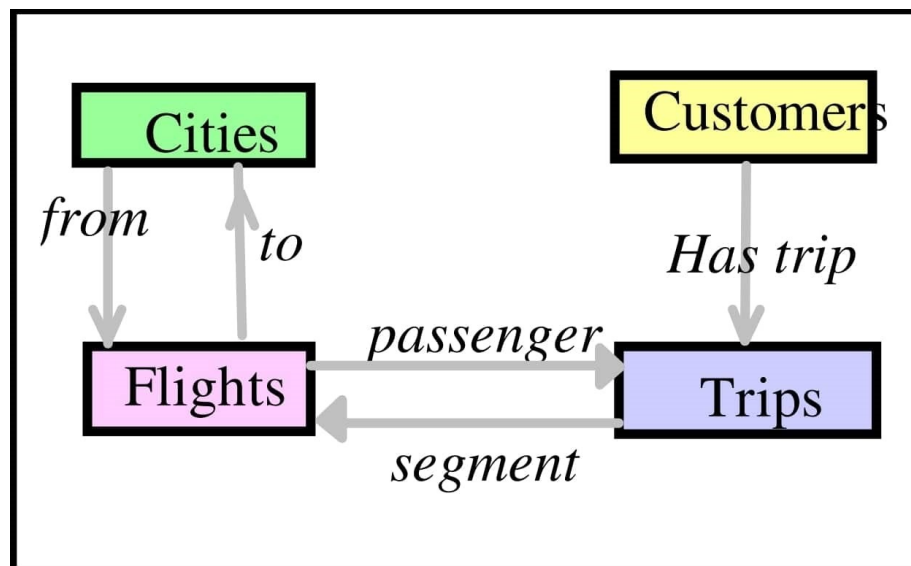 Cities
Customers
from
to
Has trip
passenger
Flights
Trips
segment